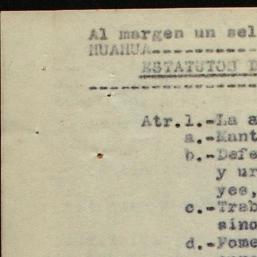 Al margen un sel
HUAHUA-----------
ESTATUTOS D
-----------------
Atr.1.-La a
a.-Mant
b.-Defe
y ur
yes,
c.-Trab
sino
d.-Fome